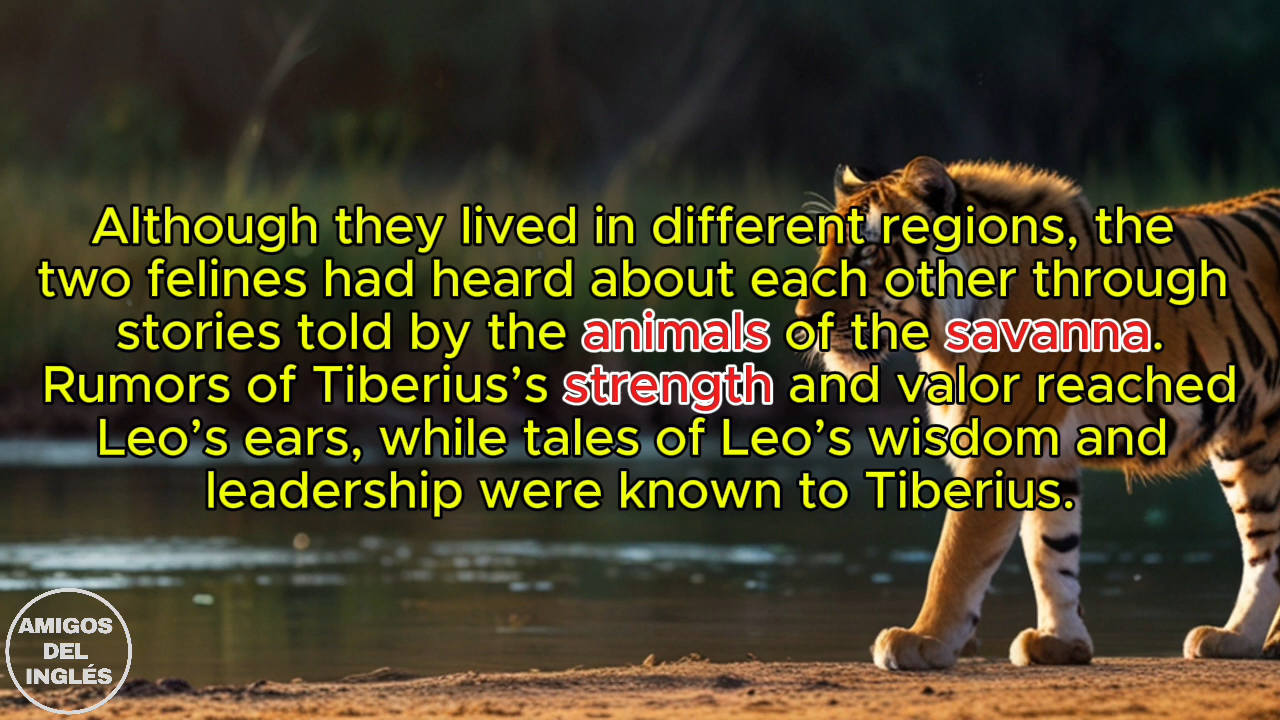 Although they lived in different regions, the
two felines had heard about each other through
stories told by the animals of the savanna.
Rumors of Tiberius’s strength and valor reached
Leo’s ears, while tales of Leo’s wisdom and
leadership were known to Tiberius.
AMIGOS
DEL
INGLÉS